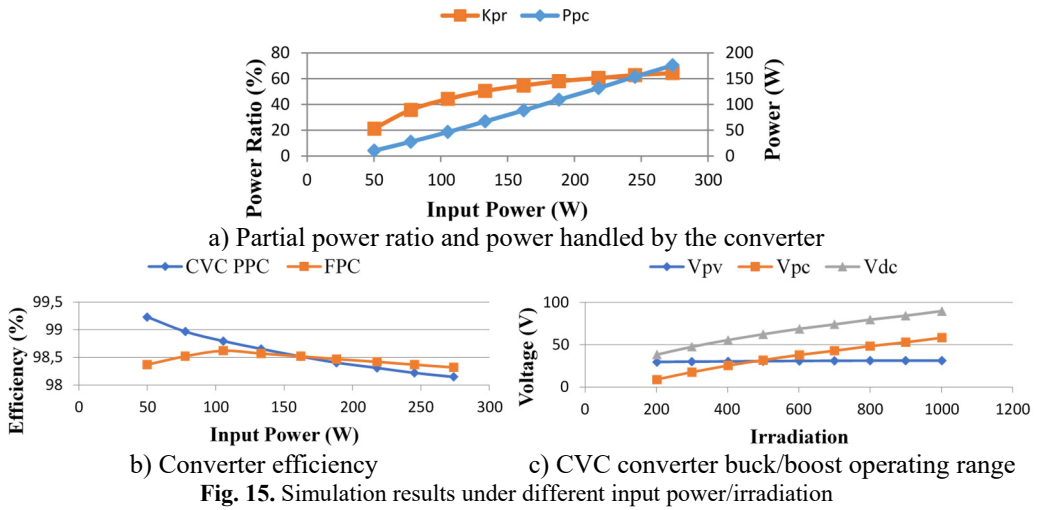 Kpr Ppc
80 200
60 150
40 100
20 50
0 0
0 50 100 150 200 250 300
Power Ratio (%)
Power (W)
Input Power (W)
a) Partial power ratio and power handled by the converter
CVC PPC FPC
99,5
99
98,5
98
0 50 100 150 200 250 300
Efficiency (%)
Input Power (W)
b) Converter efficiency
Vpv Vpc Vdc
100
50
0
0 200 400 600 800 1000 1200
Voltage (V)
Irradiation
c) CVC converter buck/boost operating range
Fig. 15. Simulation results under different input power/irradiation